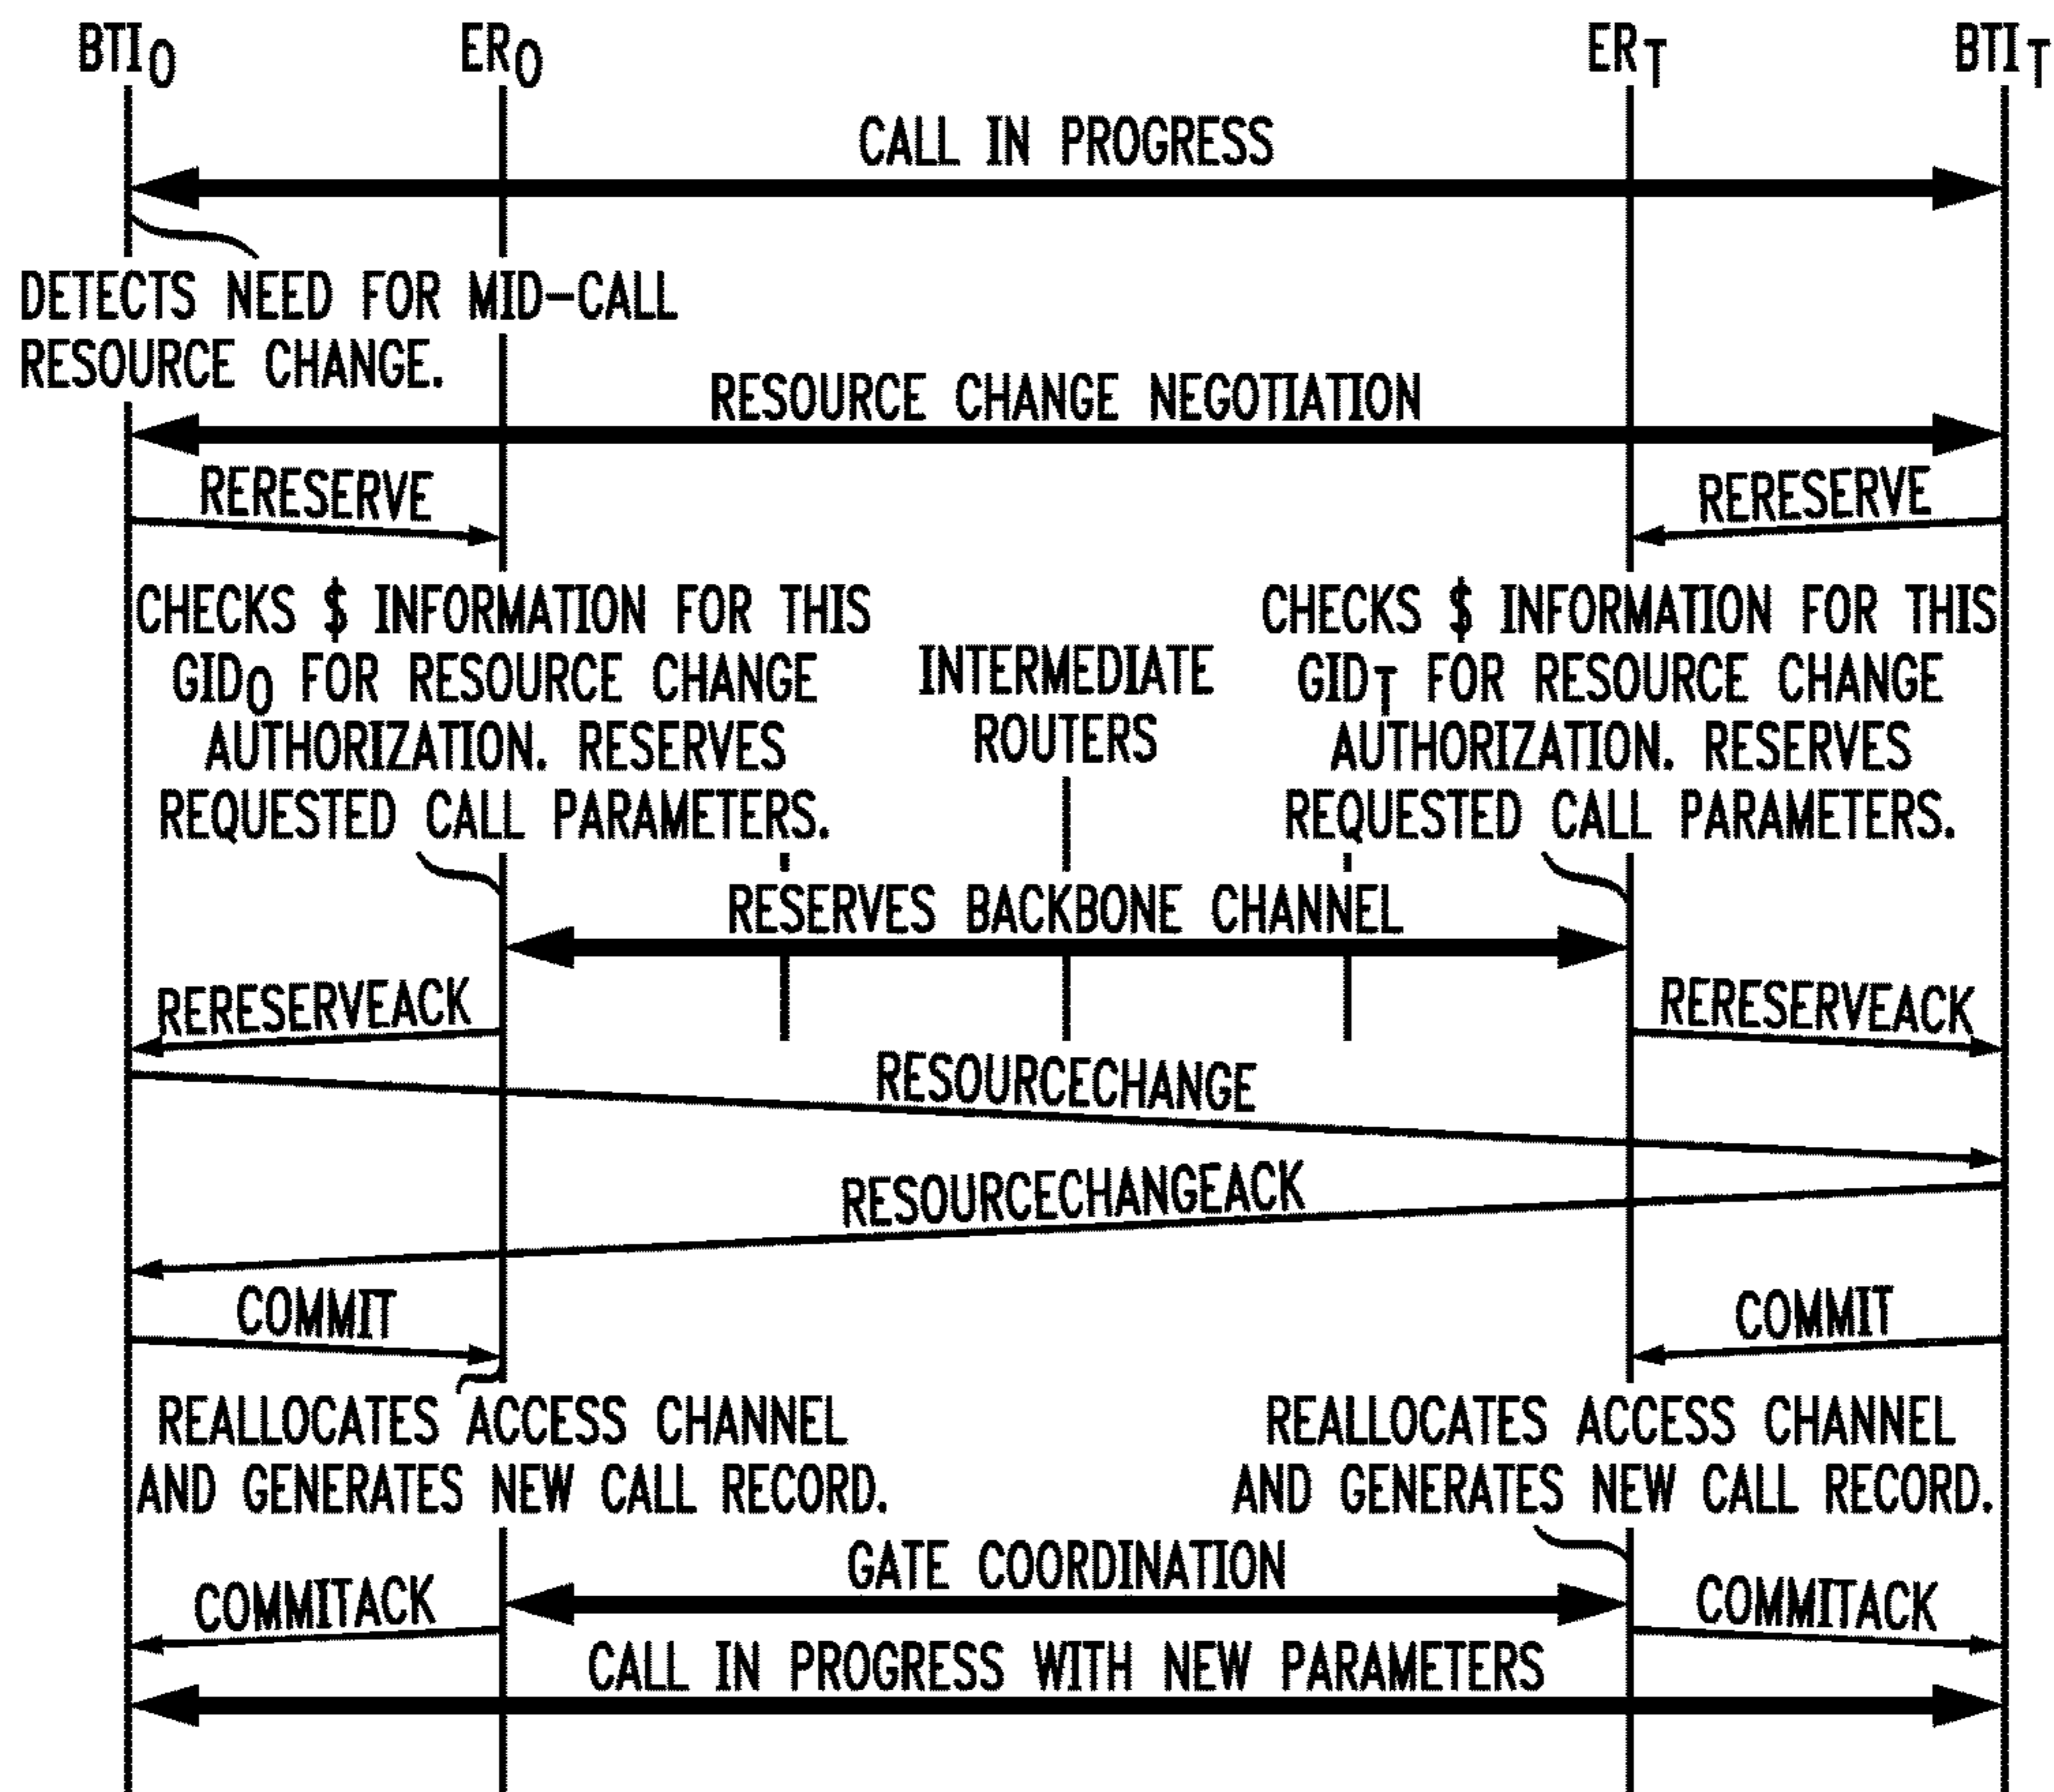 BTIO ERO ERT BTIT
CALL IN PROGRESS
DETECTS NEED FOR MID-CALL
RESOURCE CHANGE.
RESOURCE CHANGE NEGOTIATION
RERESERVE
RERESERVE
CHECKS $ INFORMATION FOR THIS
GIDO FOR RESOURCE CHANGE
AUTHORIZATION. RESERVES
REQUESTED CALL PARAMETERS.
INTERMEDIATE
ROUTERS
CHECKS $ INFORMATION FOR THIS
GIDT FOR RESOURCE CHANGE
AUTHORIZATION. RESERVES
REQUESTED CALL PARAMETERS.
RESERVES BACKBONE CHANNEL
RERESERVEACK
RERESERVEACK
RESOURCECHANGE
RESOURCECHANGEACK
COMMIT
COMMIT
REALLOCATES ACCESS CHANNEL
AND GENERATES NEW CALL RECORD.
REALLOCATES ACCESS CHANNEL
AND GENERATES NEW CALL RECORD.
GATE COORDINATION
COMMITACK
COMMITACK
CALL IN PROGRESS WITH NEW PARAMETERS